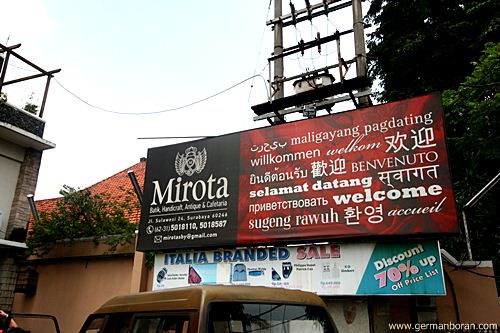 Mirota
Batik, Handicraft, Antique & Cafetaria
Jl. Sulawesi 24, Surabaya 60246
(62-31) 5018110, 5018587
mirotasby@gmail.com
maligayang pagdating
willkommen welkom 欢迎
ยินดีต้อนรับ 歡迎 BENVENUTO
selamat datang स्वागत
приветствовать welcome
sugeng rawuh 환영 accueil
ITALIA BRANDED SALE
Discount
70% up
Off Price List
www.germanboran.com